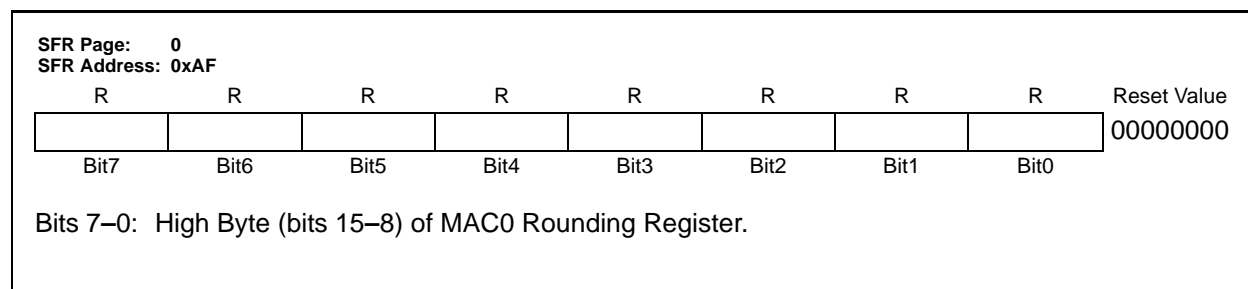 SFR Page: 0
SFR Address: 0xAF
R R R R R R R R Reset Value
00000000
Bit7 Bit6 Bit5 Bit4 Bit3 Bit2 Bit1 Bit0
Bits 7–0: High Byte (bits 15–8) of MAC0 Rounding Register.